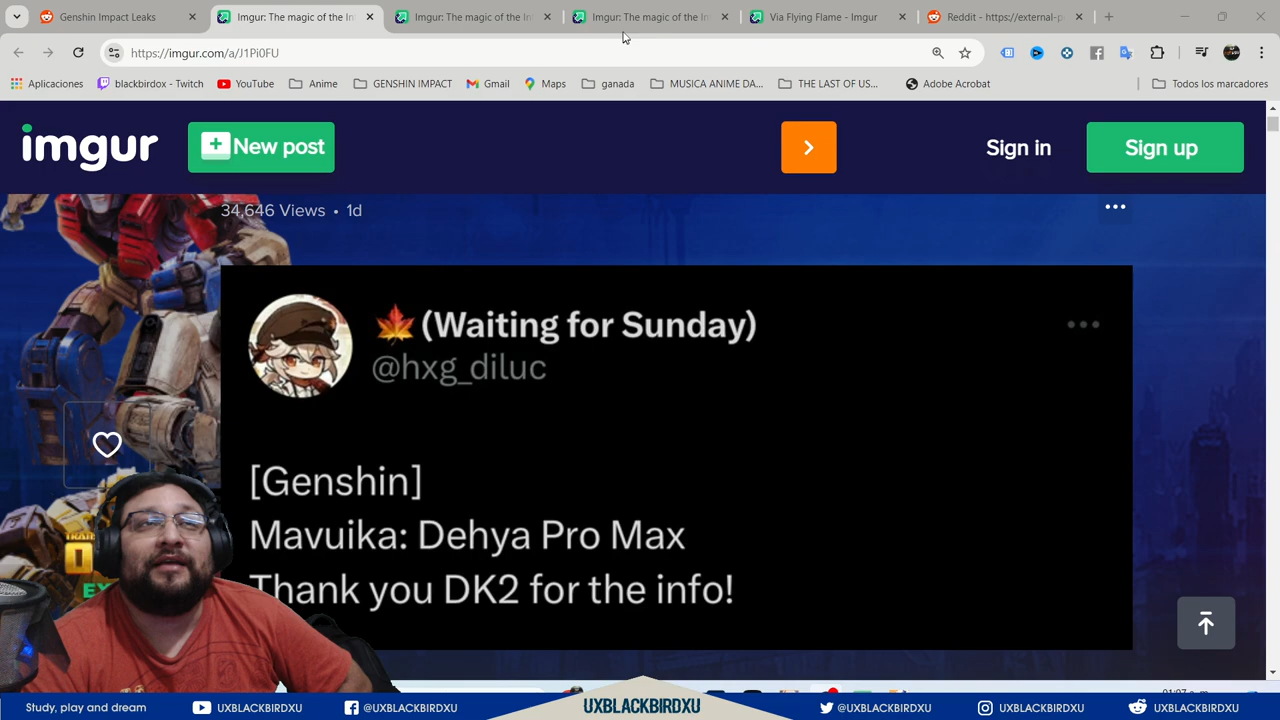 Genshin Impact Leaks
Imgur: The magic of the In
Imgur: The magic of the In
Imgur: The magic of the In
Via Flying Flame - Imgur
Reddit - https://external-p
https://imgur.com/a/J1Pi0FU
Aplicaciones
blackbirdox - Twitch
YouTube
Anime
GENSHIN IMPACT
Gmail
Maps
ganada
MUSICA ANIME DA...
THE LAST OF US...
Adobe Acrobat
Todos los marcadores
imgur
New post
Sign in
Sign up
34,646 Views • 1d
(Waiting for Sunday)
@hxg_diluc
[Genshin]
Mavuika: Dehya Pro Max
Thank you DK2 for the info!
Study, play and dream
UXBLACKBIRDXU
@UXBLACKBIRDXU
UXBLACKBIRDXU
@UXBLACKBIRDXU
UXBLACKBIRDXU
UXBLACKBIRDXU